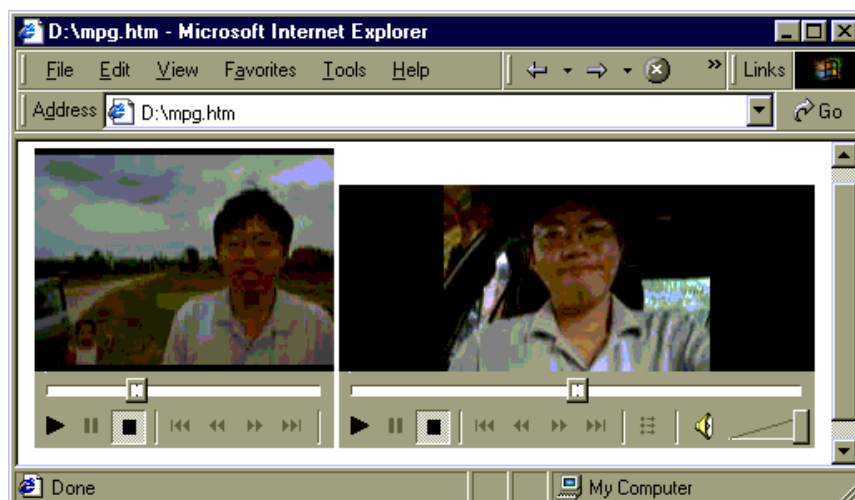 D:\mpg.htm - Microsoft Internet Explorer
File Edit View Favorites Tools Help » Links
Address D:\mpg.htm Go
Done My Computer